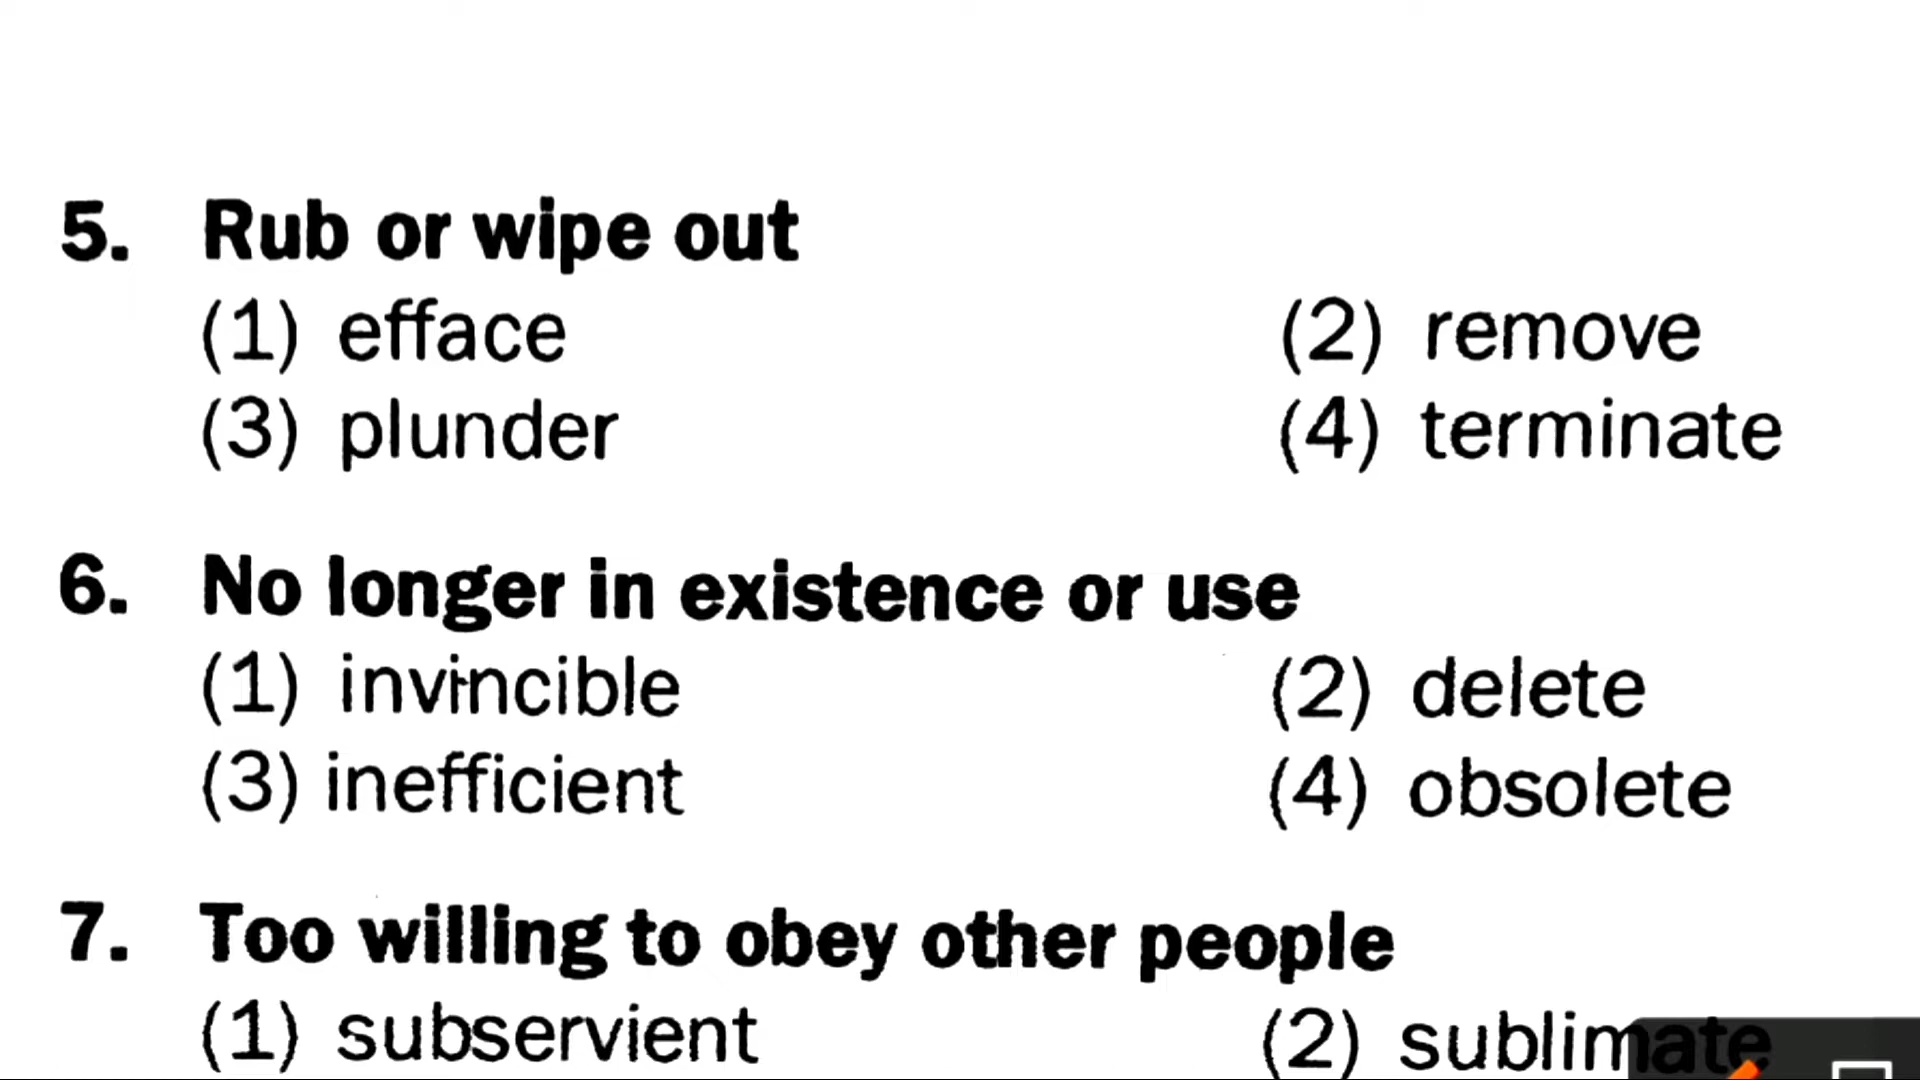 5. Rub or wipe out
(1) efface (2) remove
(3) plunder (4) terminate
6. No longer in existence or use
(1) invincible (2) delete
(3) inefficient (4) obsolete
7. Too willing to obey other people
(1) subservient (2) sublimate